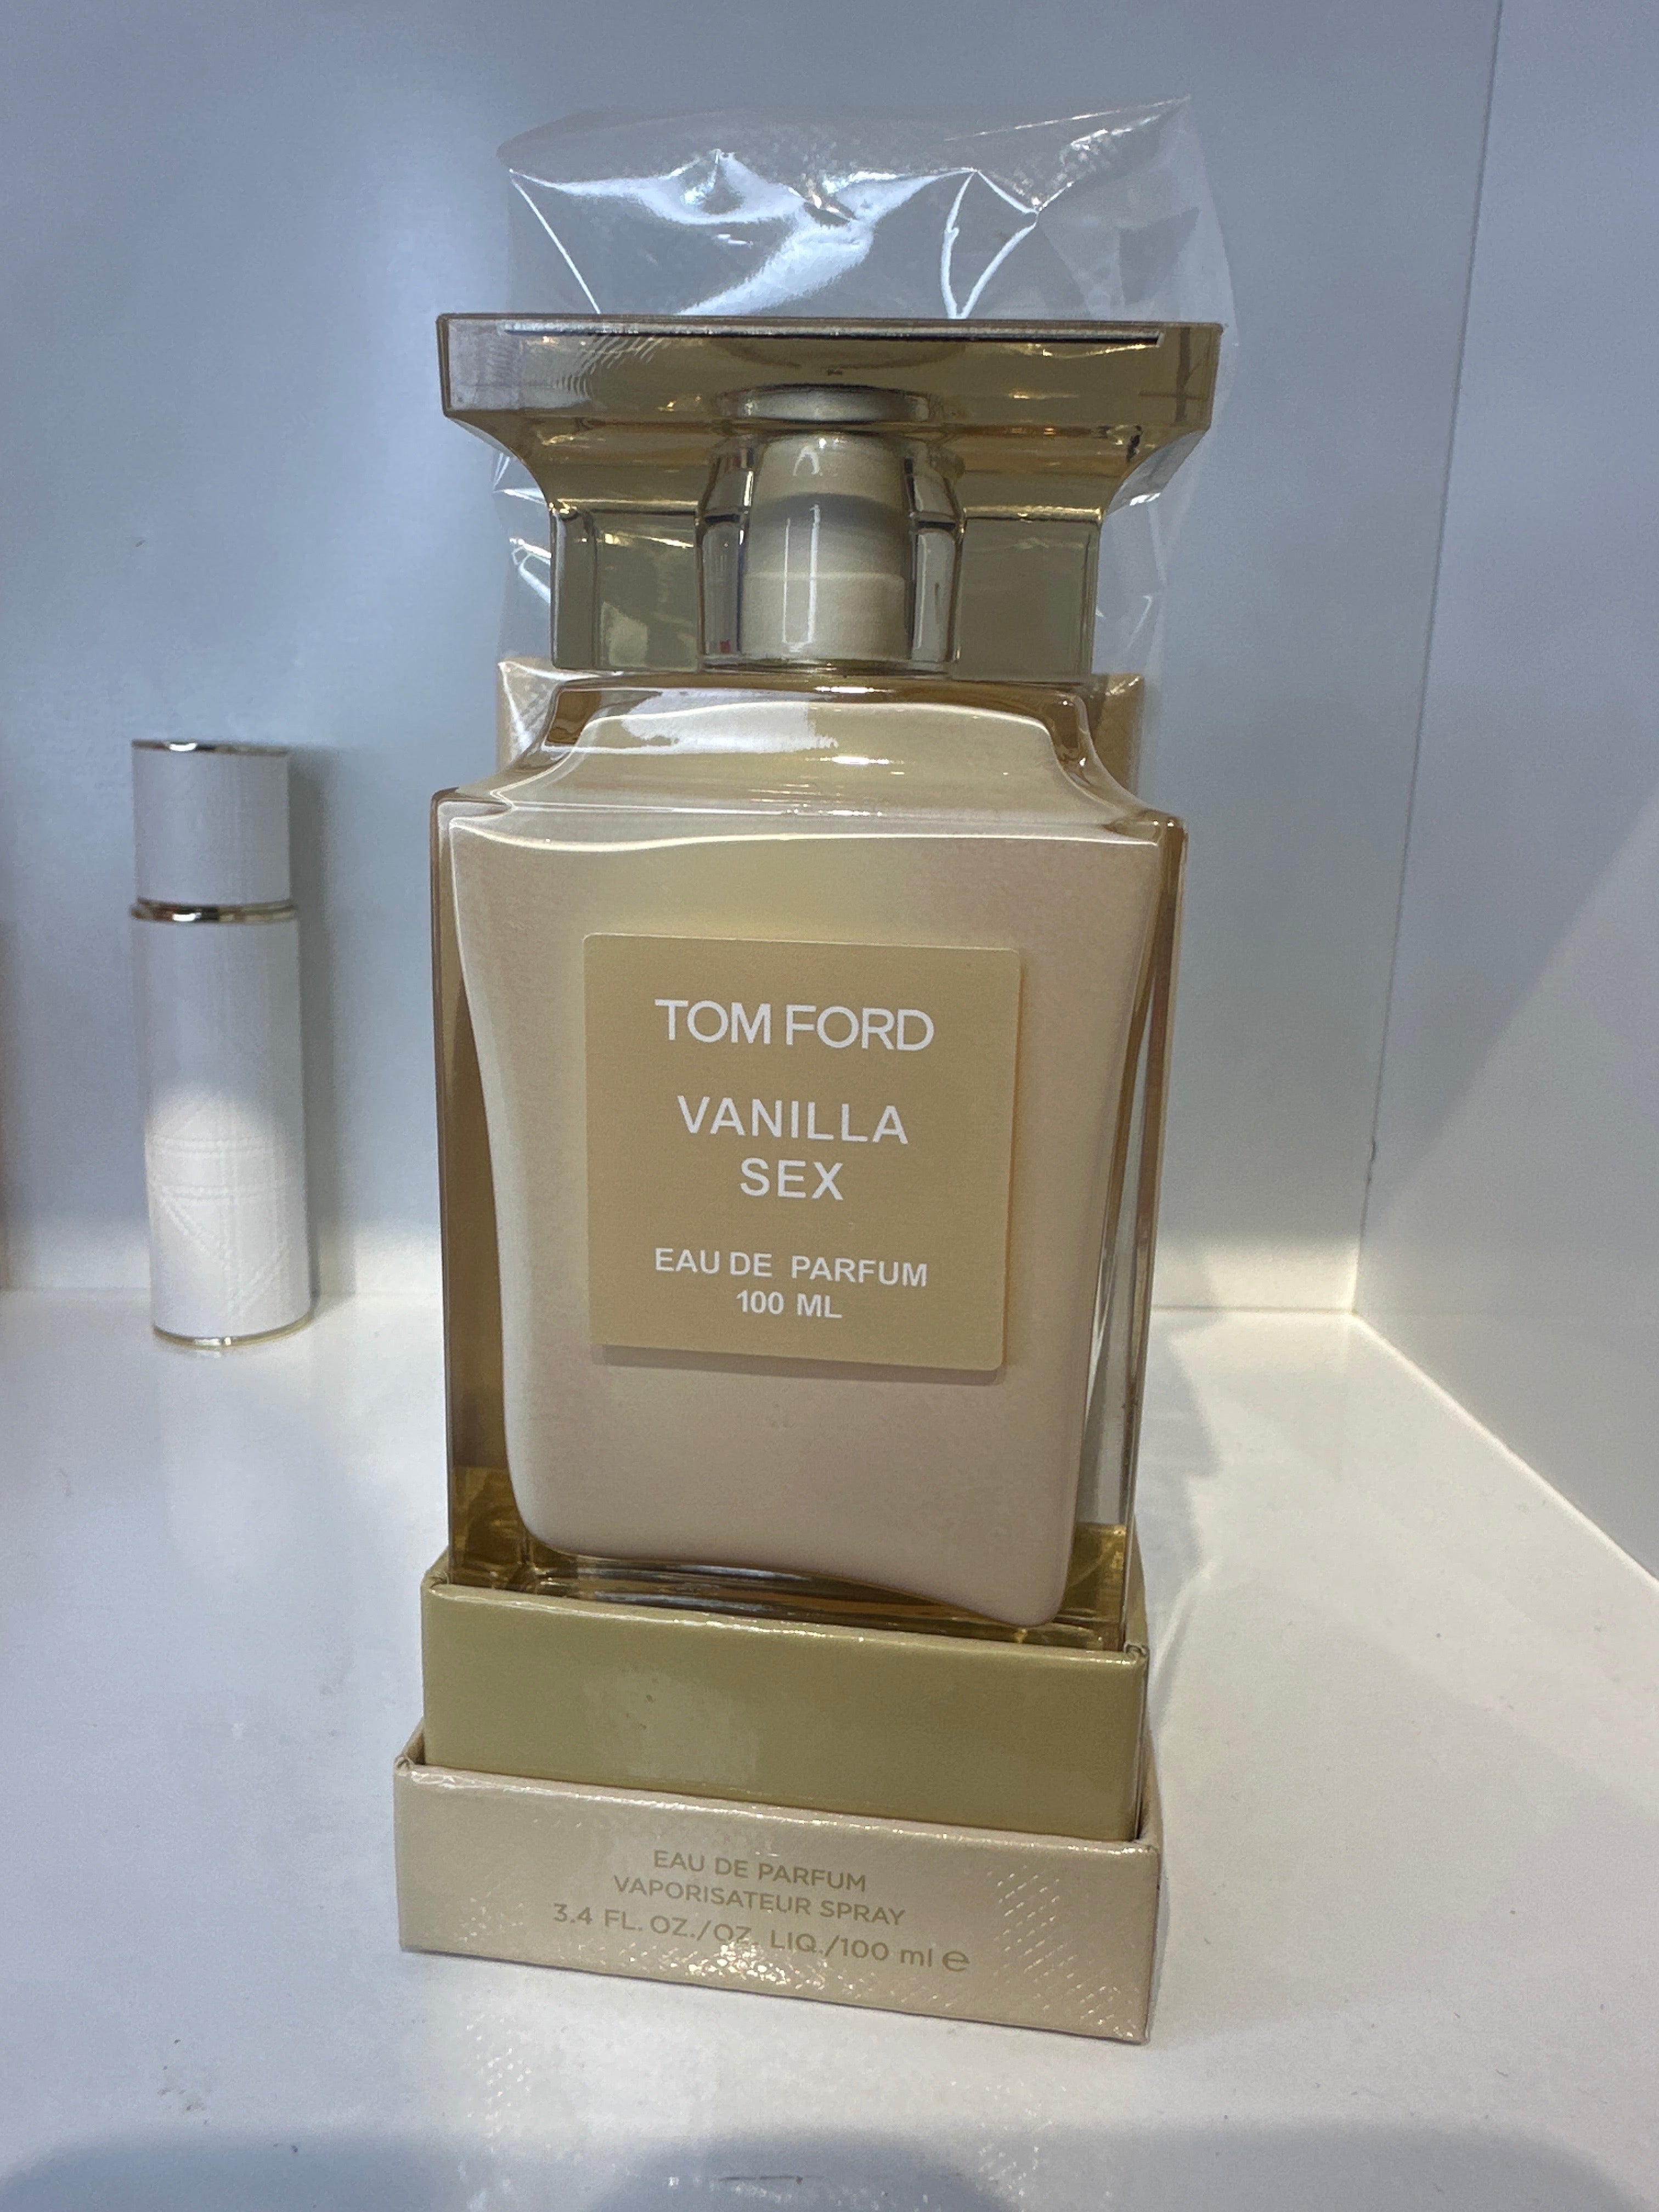 TOM FORD
VANILLA
SEX
EAU DE PARFUM
100 ML
EAU DE PARFUM
VAPORISATEUR SPRAY
3.4 FL. OZ./OZ. LIQ./100 ml ℮